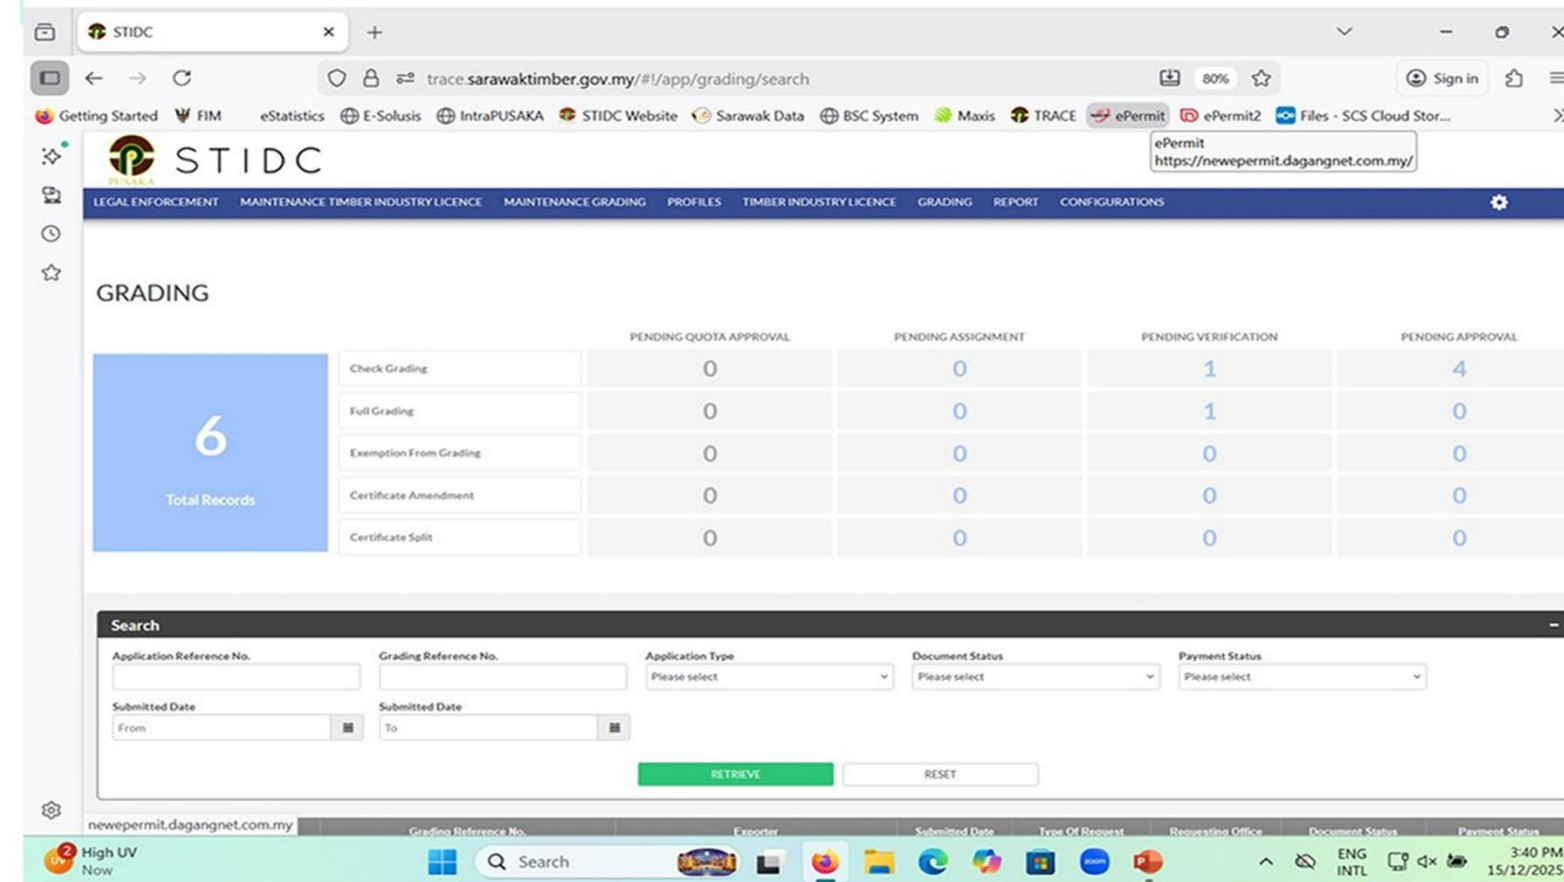 STIDC
trace.sarawaktimber.gov.my/#!/app/grading/search 80% Sign in
Getting Started FIM eStatistics E-Solusis IntraPUSAKA STIDC Website Sarawak Data BSC System Maxis TRACE ePermit ePermit2 Files - SCS Cloud Stor...
ePermit
https://newepermit.dagangnet.com.my/
STIDC
PUSAKA
LEGAL ENFORCEMENT MAINTENANCE TIMBER INDUSTRY LICENCE MAINTENANCE GRADING PROFILES TIMBER INDUSTRY LICENCE GRADING REPORT CONFIGURATIONS
GRADING
PENDING QUOTA APPROVAL PENDING ASSIGNMENT PENDING VERIFICATION PENDING APPROVAL
6
Total Records
Check Grading 0 0 1 4
Full Grading 0 0 1 0
Exemption From Grading 0 0 0 0
Certificate Amendment 0 0 0 0
Certificate Split 0 0 0 0
Search
Application Reference No. Grading Reference No. Application Type Document Status Payment Status
Please select Please select Please select
Submitted Date Submitted Date
From To
RETRIEVE RESET
newepermit.dagangnet.com.my
Grading Reference No. Exporter Submitted Date Type Of Request Requesting Office Document Status Payment Status
2 High UV
Now
Search
zoom
ENG
INTL
3:40 PM
15/12/2025